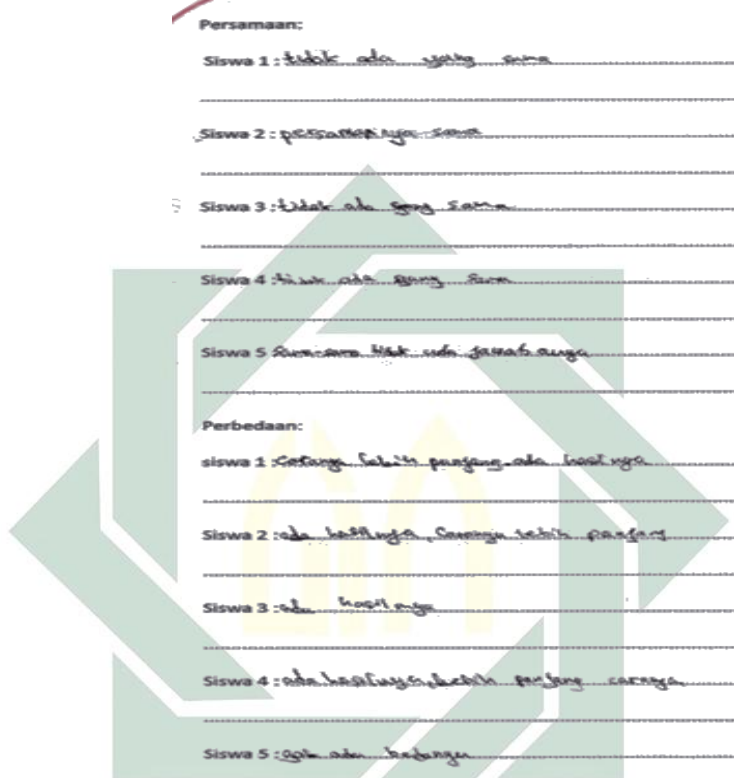 Persamaan:
Siswa 1 : tidak ada yang sama
Siswa 2 : persamaannya sama
Siswa 3 : tidak ada yang sama
Siswa 4 : tidak ada yang sama
Siswa 5 sama-sama tidak ada jawabannya
Perbedaan:
siswa 1 : Caranya lebih panjang ada hasilnya
Siswa 2 : ada hasilnya, Caranya lebih panjang
Siswa 3 : ada hasilnya
Siswa 4 : ada hasilnya, lebih panjang caranya
Siswa 5 : gak ada bedanya